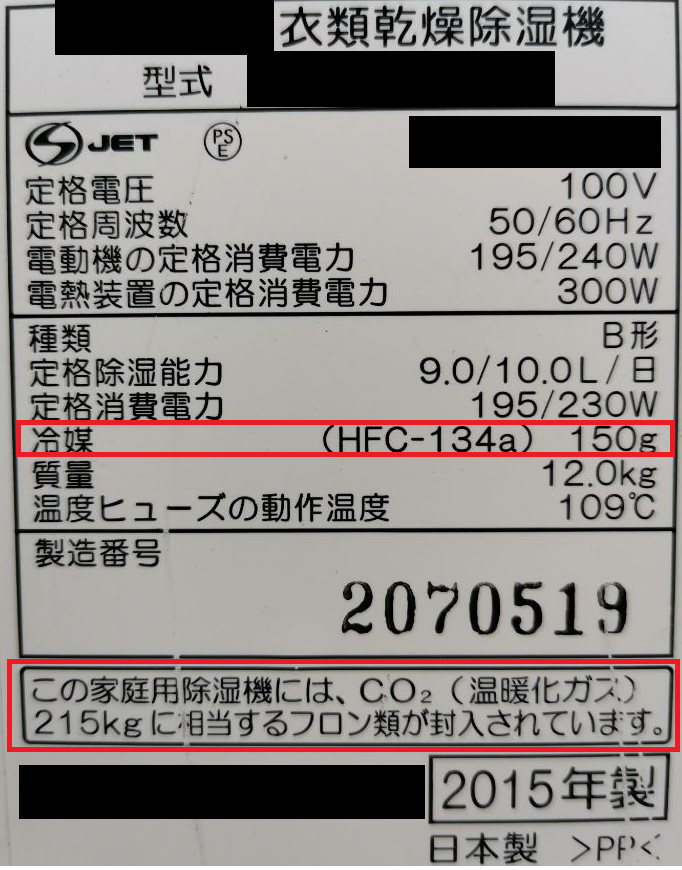 衣類乾燥除湿機
型式
JET PS E
定格電圧 100V
定格周波数 50/60Hz
電動機の定格消費電力 195/240W
電熱装置の定格消費電力 300W
種類 B形
定格除湿能力 9.0/10.0L/日
定格消費電力 195/230W
冷媒 (HFC-134a) 150g
質量 12.0kg
温度ヒューズの動作温度 109℃
製造番号
2070519
この家庭用除湿機には、CO₂(温暖化ガス)
215kgに相当するフロン類が封入されています。
2015年製
日本製 >PP<